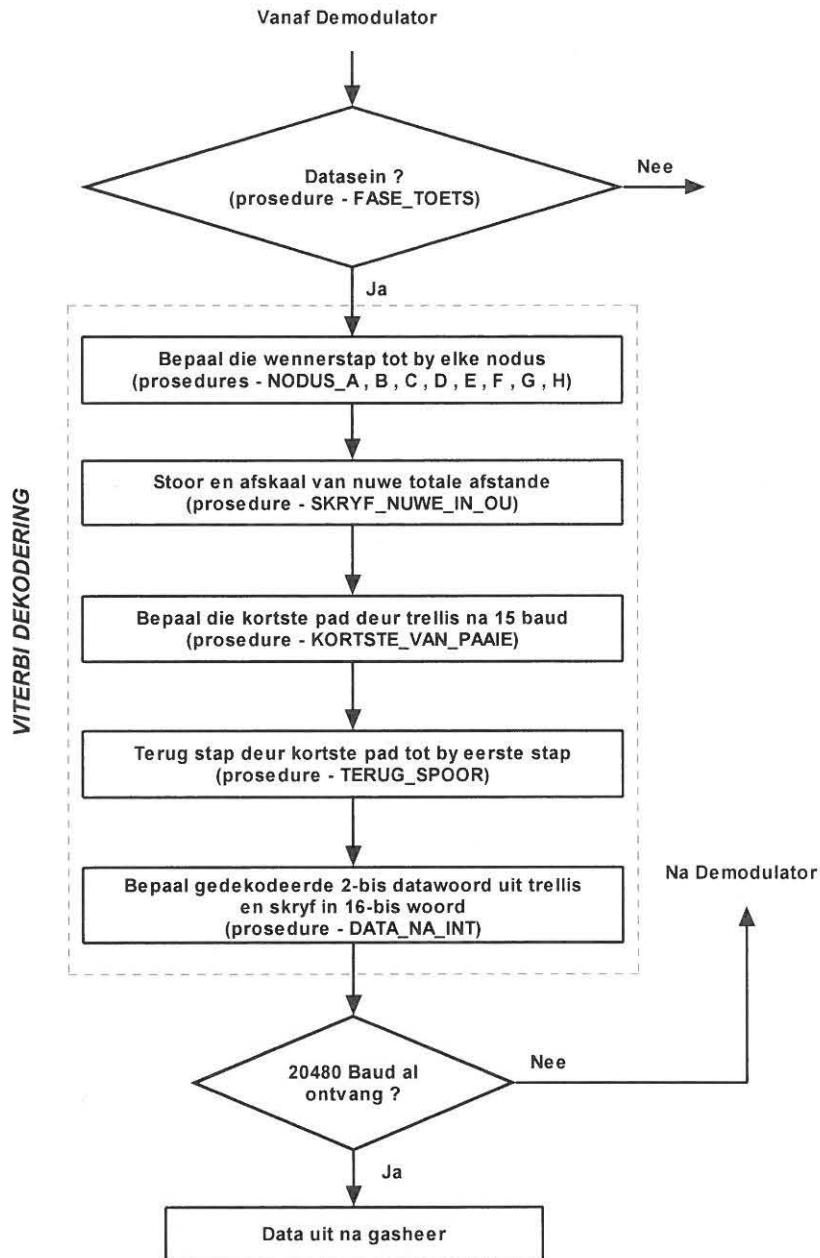 Vanaf Demodulator
Datasein ?
(prosedure - FASE_TOETS)
Nee
Ja
VITERBI DEKODERING
Bepaal die wennerstap tot by elke nodus
(prosedures - NODUS_A , B , C , D , E , F , G , H)
Stoor en afskaal van nuwe totale afstande
(prosedure - SKRYF_NUWE_IN_OU)
Bepaal die kortste pad deur trellis na 15 baud
(prosedure - KORTSTE_VAN_PAAIE)
Terug stap deur kortste pad tot by eerste stap
(prosedure - TERUG_SPOOR)
Bepaal gedekodeerde 2-bis datawoord uit trellis
en skryf in 16-bis woord
(prosedure - DATA_NA_INT)
Na Demodulator
20480 Baud al
ontvang ?
Nee
Ja
Data uit na gasheer